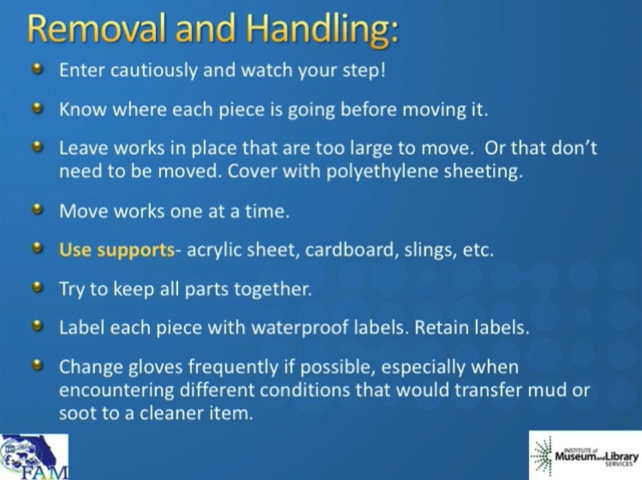 Removal and Handling:
Enter cautiously and watch your step!
Know where each piece is going before moving it.
Leave works in place that are too large to move.  Or that don't
need to be moved. Cover with polyethylene sheeting.
Move works one at a time.
Use supports- acrylic sheet, cardboard, slings, etc.
Try to keep all parts together.
Label each piece with waterproof labels. Retain labels.
Change gloves frequently if possible, especially when
encountering different conditions that would transfer mud or
soot to a cleaner item.
FAM
INSTITUTE of
Museum and Library
SERVICES